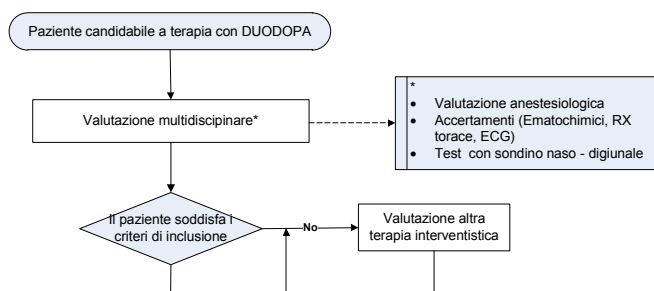 Paziente candidabile a terapia con DUODOPA
Valutazione multidiscipinare*
*
• Valutazione anestesiologica
• Accertamenti (Ematochimici, RX
torace, ECG)
• Test con sondino naso - digiunale
Il paziente soddisfa i
criteri di inclusione
No
Valutazione altra
terapia interventistica